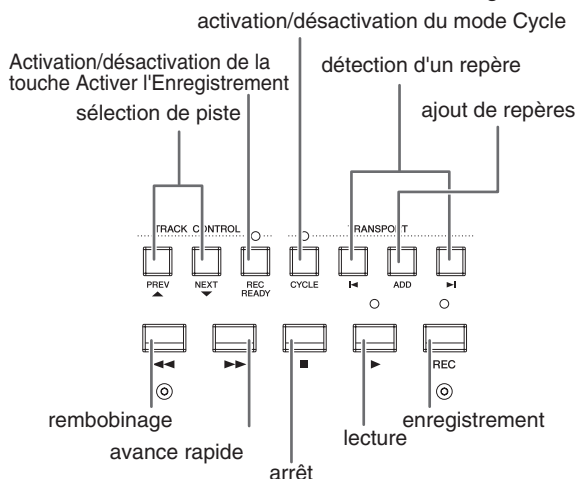 activation/désactivation du mode Cycle
Activation/désactivation de la
touche Activer l'Enregistrement
détection d'un repère
sélection de piste
ajout de repères
TRACK CONTROL
TRANSPORT
PREV
NEXT
REC
READY
CYCLE
ADD
REC
rembobinage
enregistrement
avance rapide
lecture
arrêt